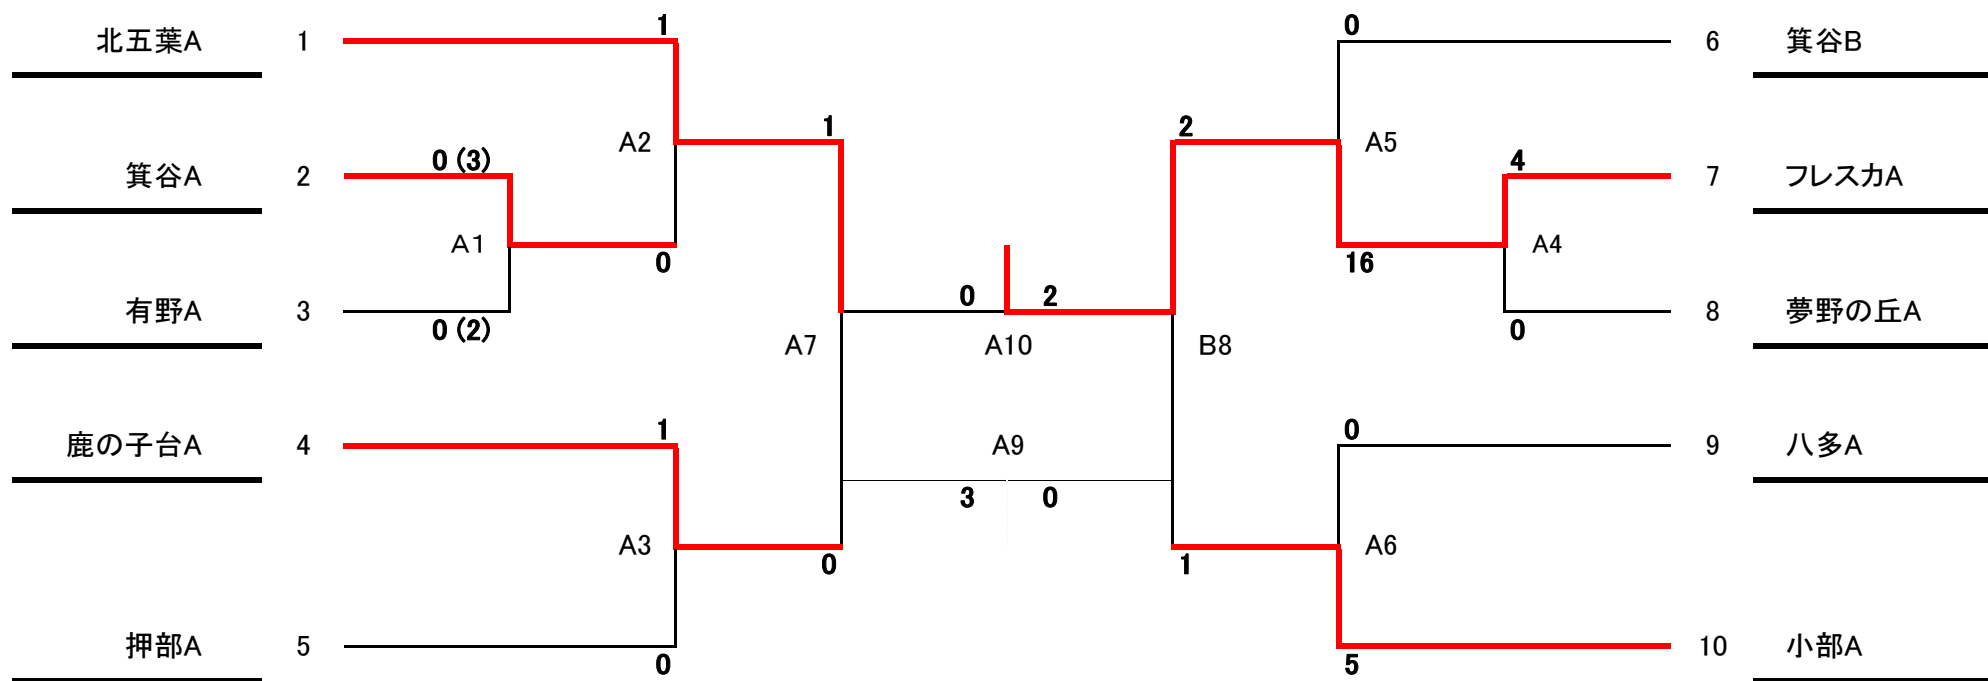 1 0
北五葉A 1 6 箕谷B
1 2
A2 A5
0 (3) 4
箕谷A 2 7 フレスカA
A1 A4
0 16
0 2
有野A 3 8 夢野の丘A
0 (2) 0
A7 A10 B8
1 0
鹿の子台A 4 A9 9 八多A
3 0
A3 A6
0 1
押部A 5 10 小部A
0 5